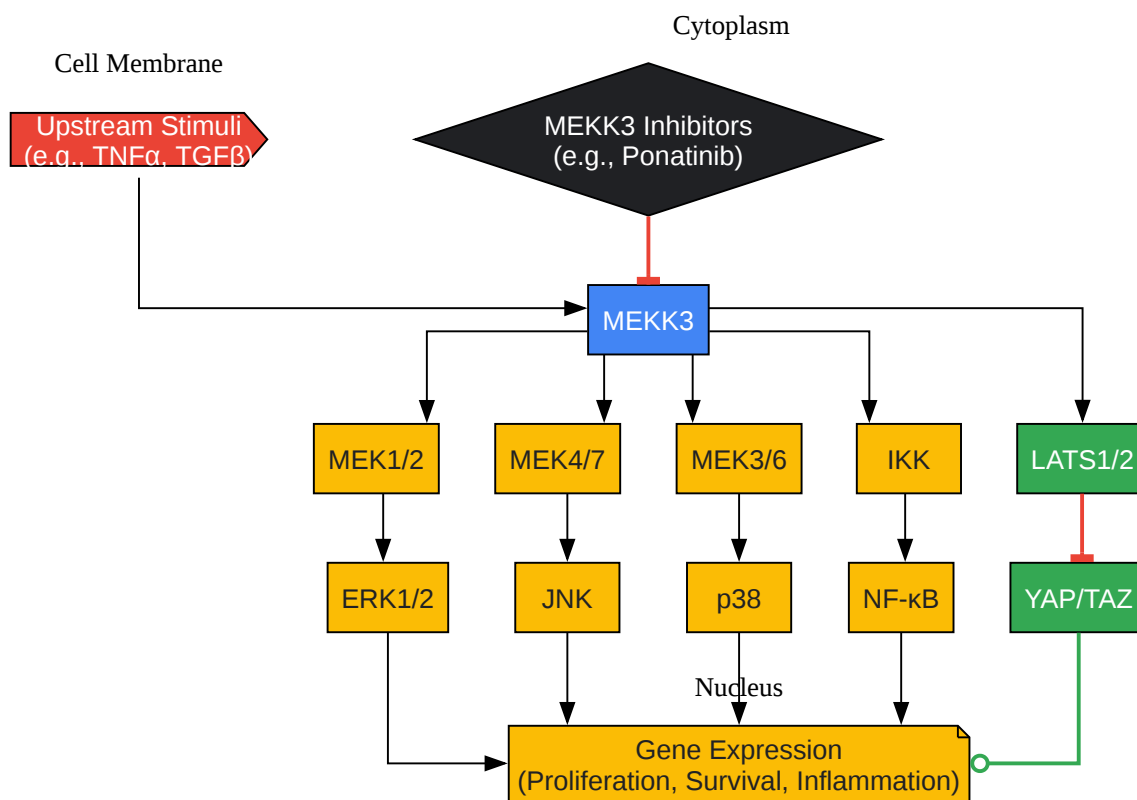 Cytoplasm
Cell Membrane
Upstream Stimuli
(e.g., TNFα, TGFβ)
MEKK3 Inhibitors
(e.g., Ponatinib)
MEKK3
MEK1/2
MEK4/7
MEK3/6
IKK
LATS1/2
ERK1/2
JNK
p38
NF-κB
YAP/TAZ
Nucleus
Gene Expression
(Proliferation, Survival, Inflammation)